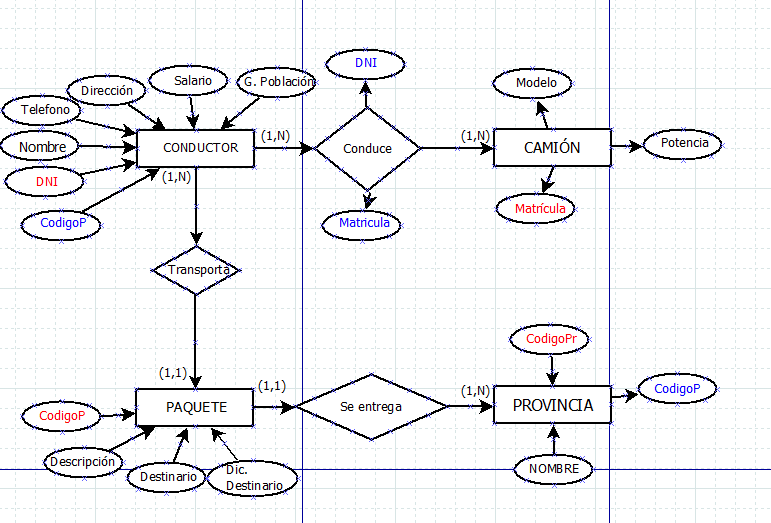 DNI
Salario
G. Población
Modelo
Dirección
Telefono
(1,N)
(1,N)
Nombre
CONDUCTOR
Conduce
CAMIÓN
Potencia
DNI
(1,N)
CodigoP
Matricula
Matrícula
Transporta
CodigoPr
(1,1)
(1,1)
(1,N)
CodigoP
CodigoP
PAQUETE
Se entrega
PROVINCIA
Descripción
Destinario
Dic.
Destinario
NOMBRE